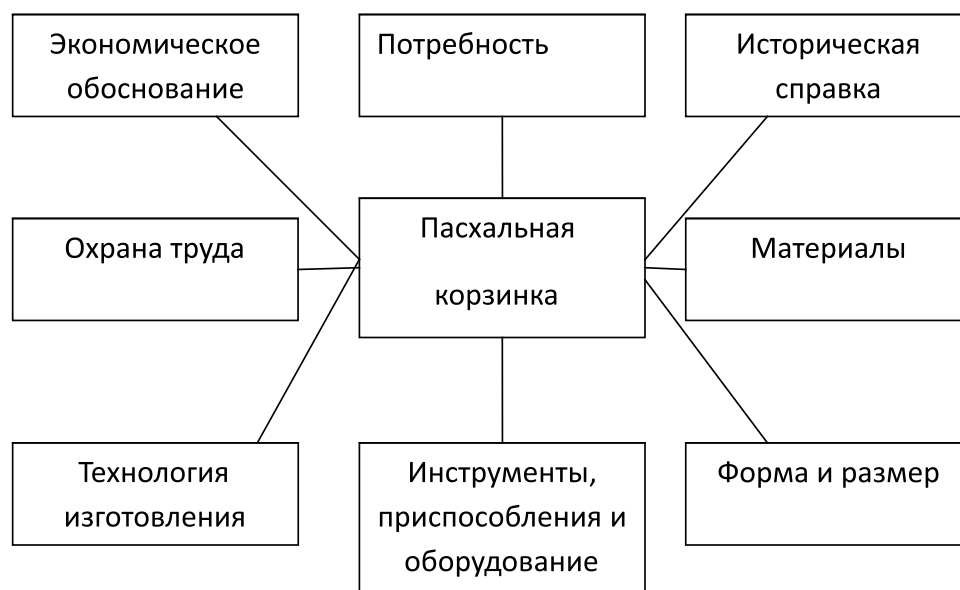 Экономическое
обоснование
Потребность
Историческая
справка
Охрана труда
Пасхальная
корзинка
Материалы
Технология
изготовления
Инструменты,
приспособления и
оборудование
Форма и размер